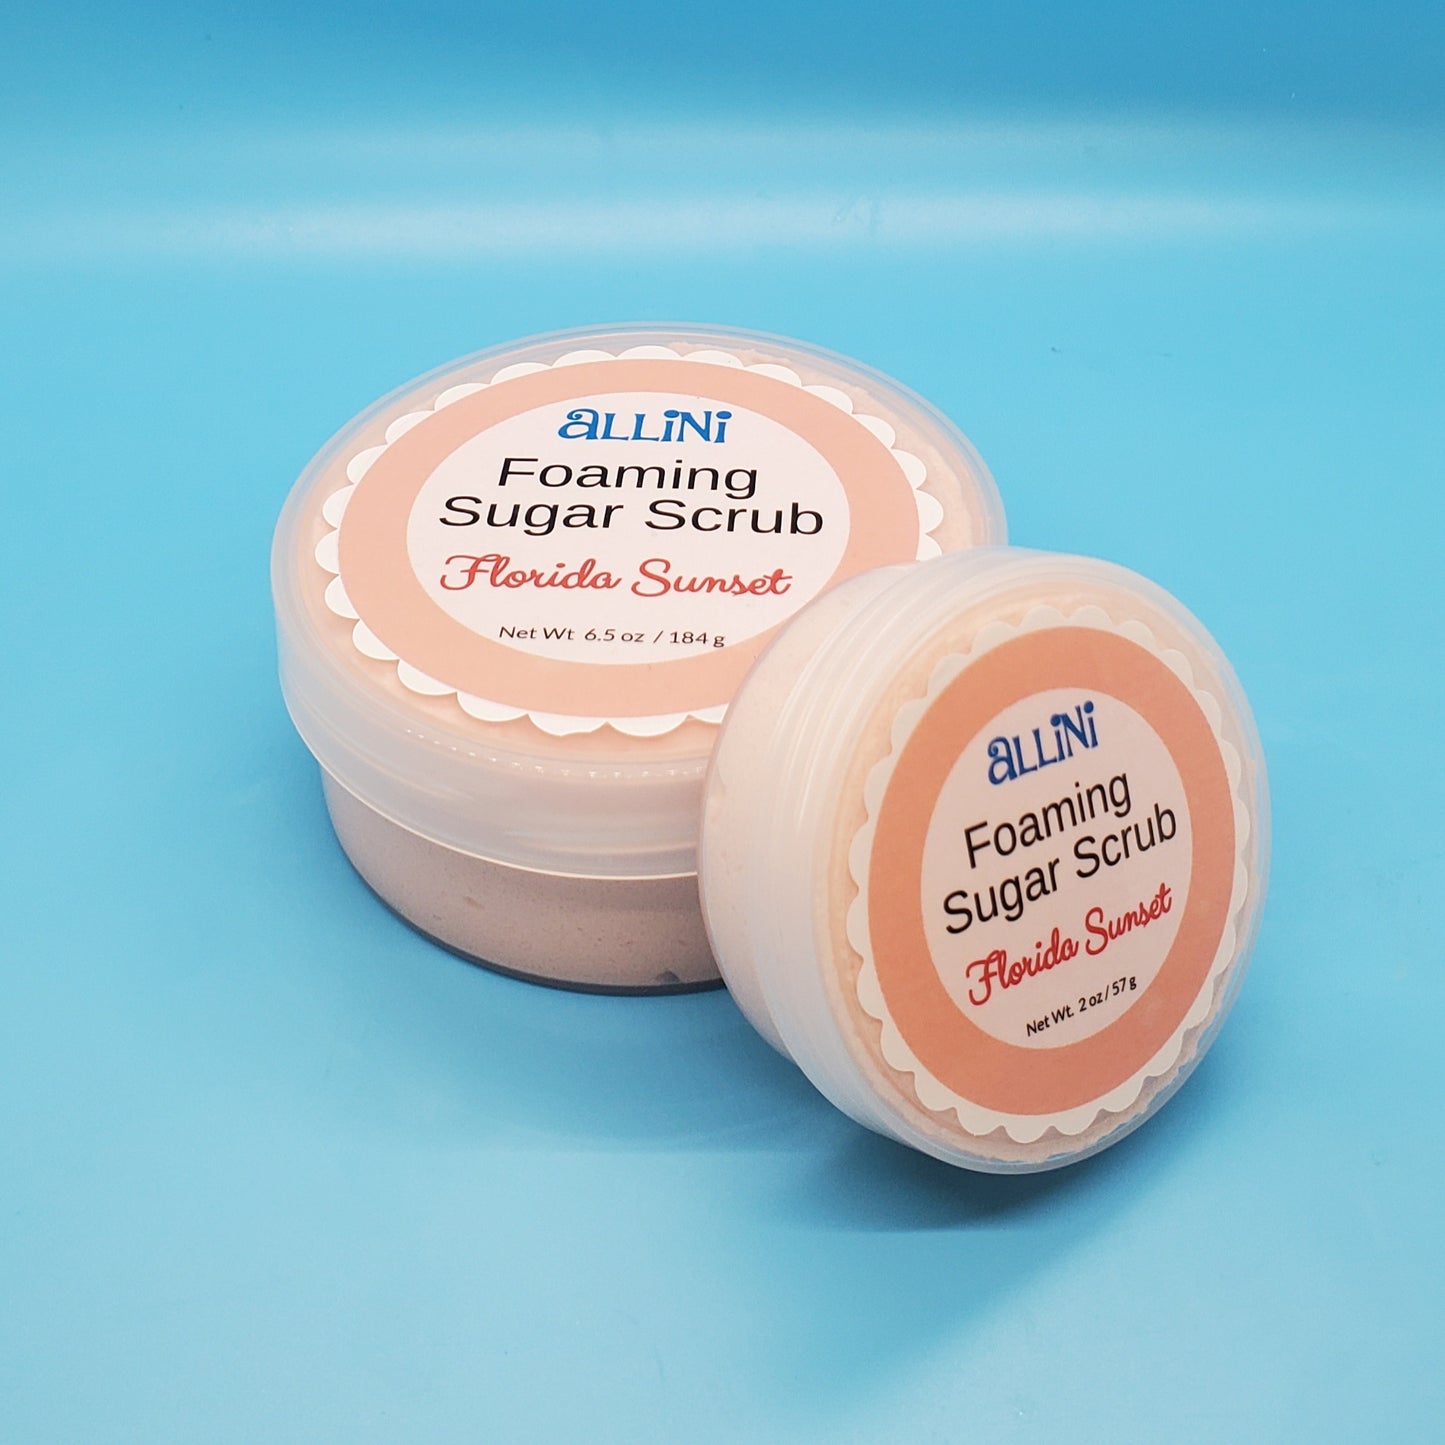 aLLiNi
Foaming
Sugar Scrub
Florida Sunset
Net Wt 6.5 oz / 184 g
aLLiNi
Foaming
Sugar Scrub
Florida Sunset
Net Wt. 2 oz / 57 g